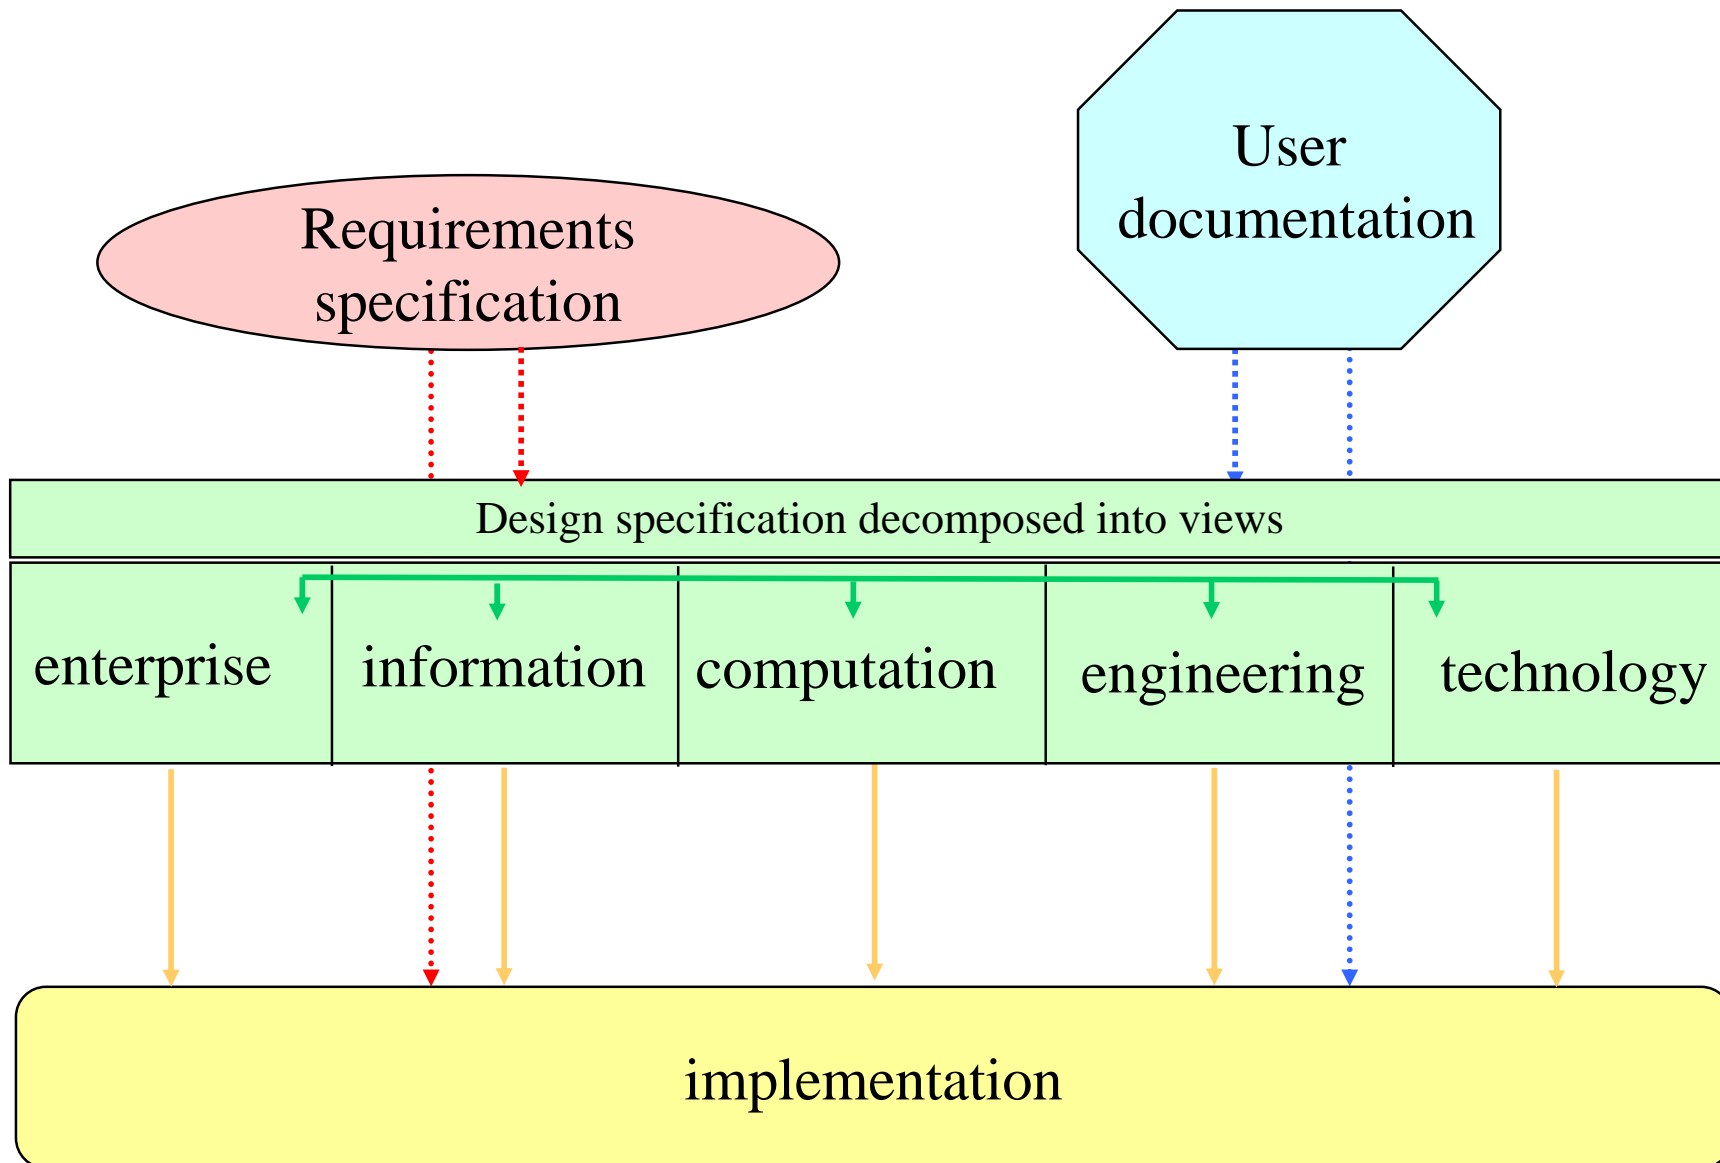 User
documentation
Requirements
specification
Design specification decomposed into views
enterprise
information
computation
engineering
technology
implementation